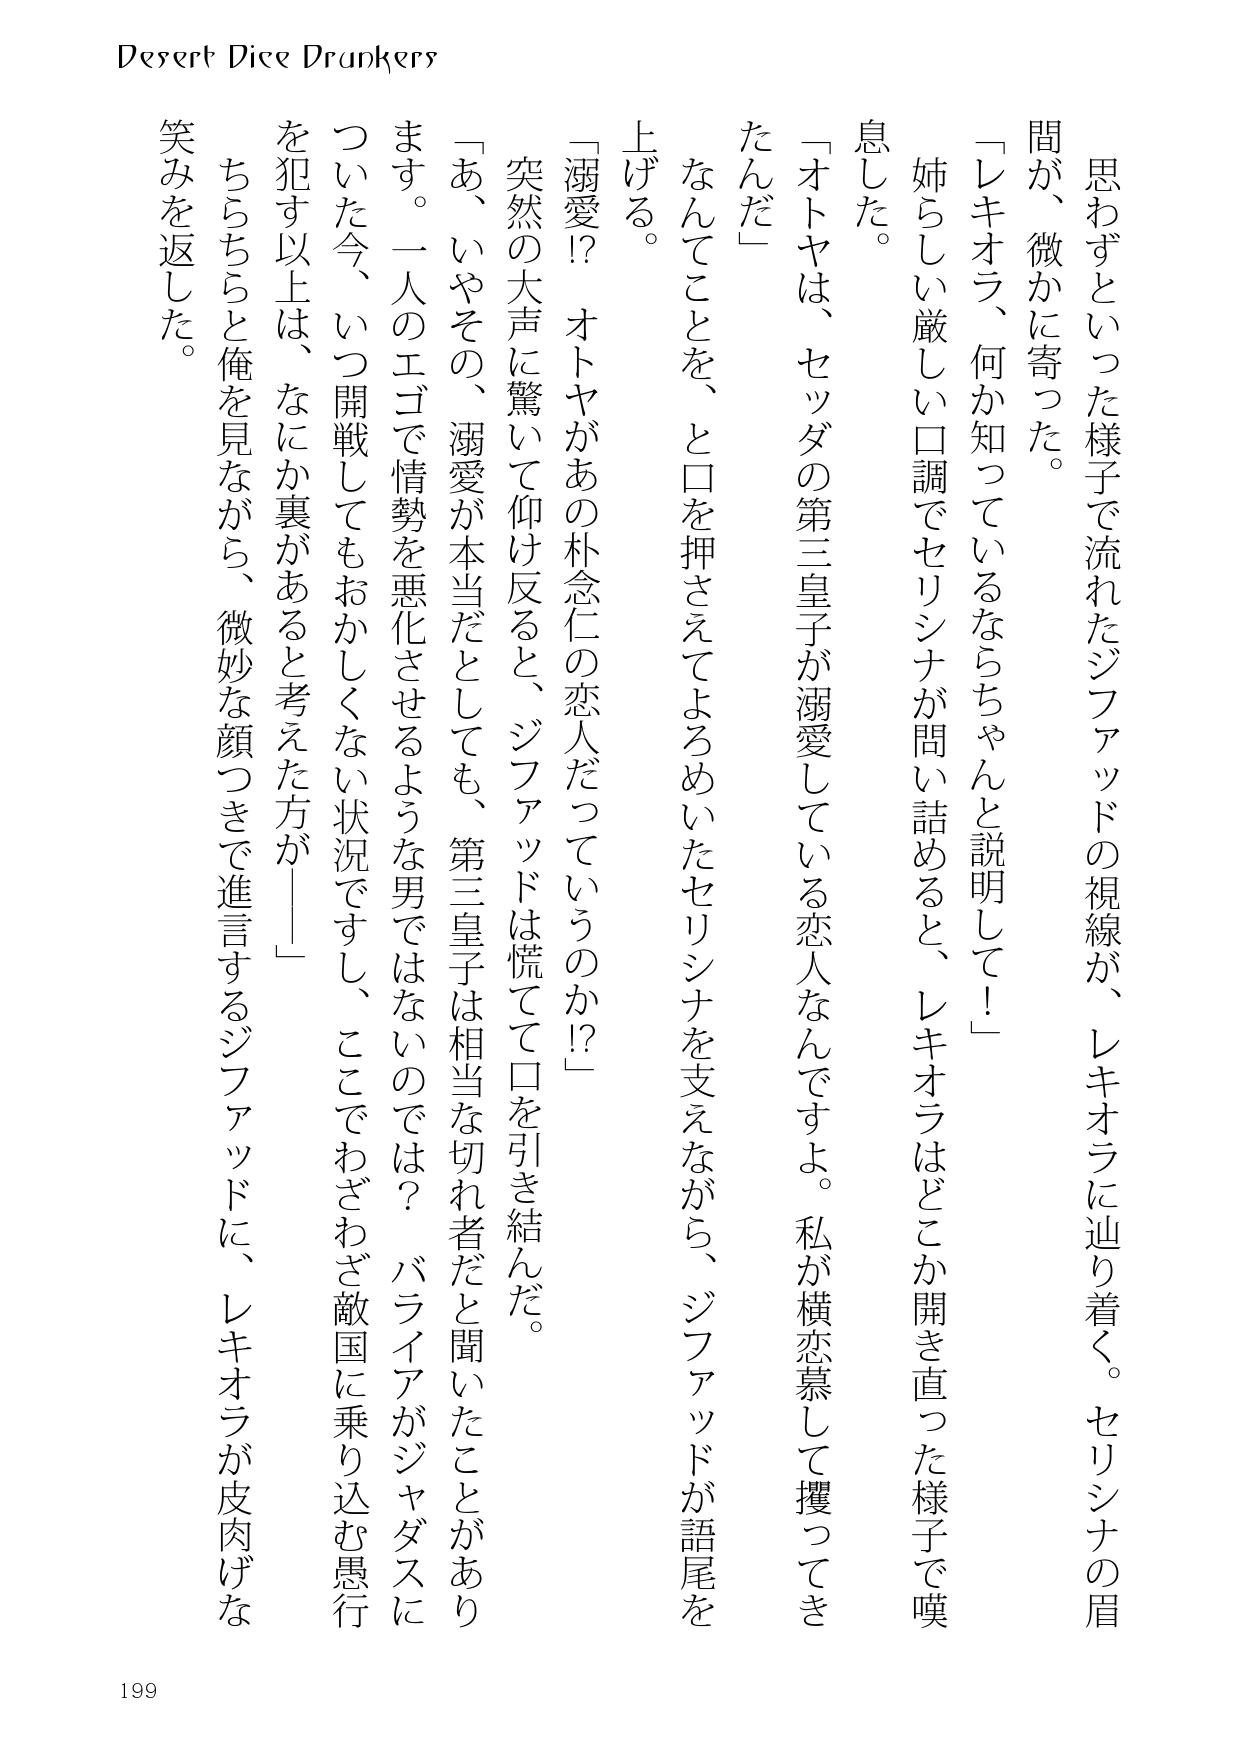 Desert Dice Drunkers
　思わずといった様子で流れたジファッドの視線が、レキオラに辿り着く。セリシナの眉
間が、微かに寄った。
「レキオラ、何か知っているならちゃんと説明して！」
　姉らしい厳しい口調でセリシナが問い詰めると、レキオラはどこか開き直った様子で嘆
息した。
「オトヤは、セッダの第三皇子が溺愛している恋人なんですよ。私が横恋慕して攫ってき
たんだ」
　なんてことを、と口を押さえてよろめいたセリシナを支えながら、ジファッドが語尾を
上げる。
「溺愛!?　オトヤがあの朴念仁の恋人だっていうのか!?」
　突然の大声に驚いて仰け反ると、ジファッドは慌てて口を引き結んだ。
「あ、いやその、溺愛が本当だとしても、第三皇子は相当な切れ者だと聞いたことがあり
ます。一人のエゴで情勢を悪化させるような男ではないのでは？　バライアがジャダスに
ついた今、いつ開戦してもおかしくない状況ですし、ここでわざわざ敵国に乗り込む愚行
を犯す以上は、なにか裏があると考えた方が――」
　ちらちらと俺を見ながら、微妙な顔つきで進言するジファッドに、レキオラが皮肉げな
笑みを返した。
199